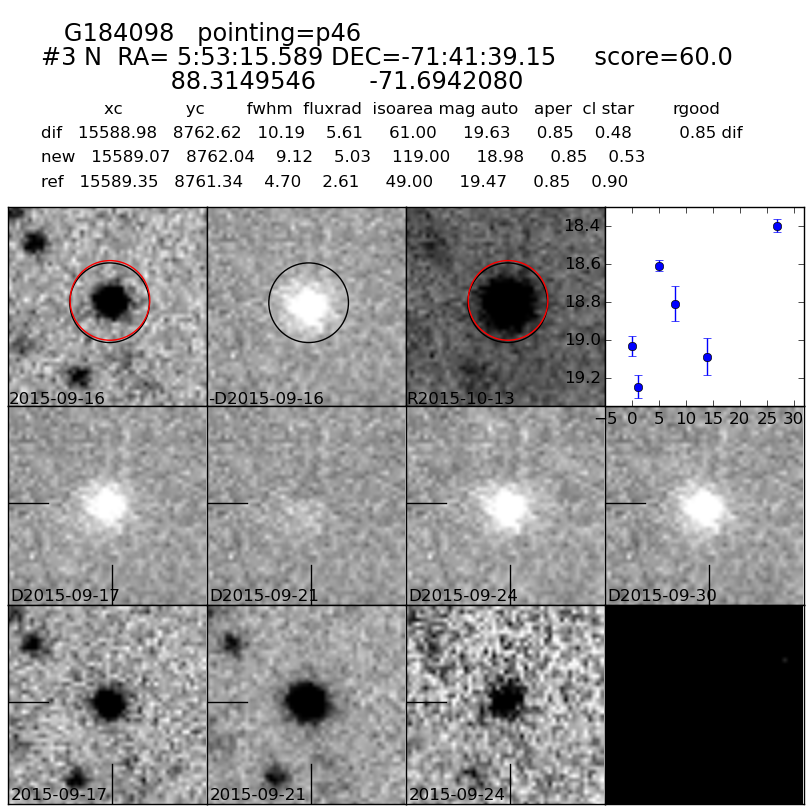 G184098 pointing=p46
#3 N RA= 5:53:15.589 DEC=-71:41:39.15 score=60.0
88.3149546 -71.6942080
xc yc fwhm fluxrad isoarea mag auto aper cl star rgood
dif 15588.98 8762.62 10.19 5.61 61.00 19.63 0.85 0.48 0.85 dif
new 15589.07 8762.04 9.12 5.03 119.00 18.98 0.85 0.53
ref 15589.35 8761.34 4.70 2.61 49.00 19.47 0.85 0.90
18.4
18.6
18.8
19.0
19.2
−5 0 5 10 15 20 25 30
2015-09-16 -D2015-09-16 R2015-10-13
D2015-09-17 D2015-09-21 D2015-09-24 D2015-09-30
2015-09-17 2015-09-21 2015-09-24